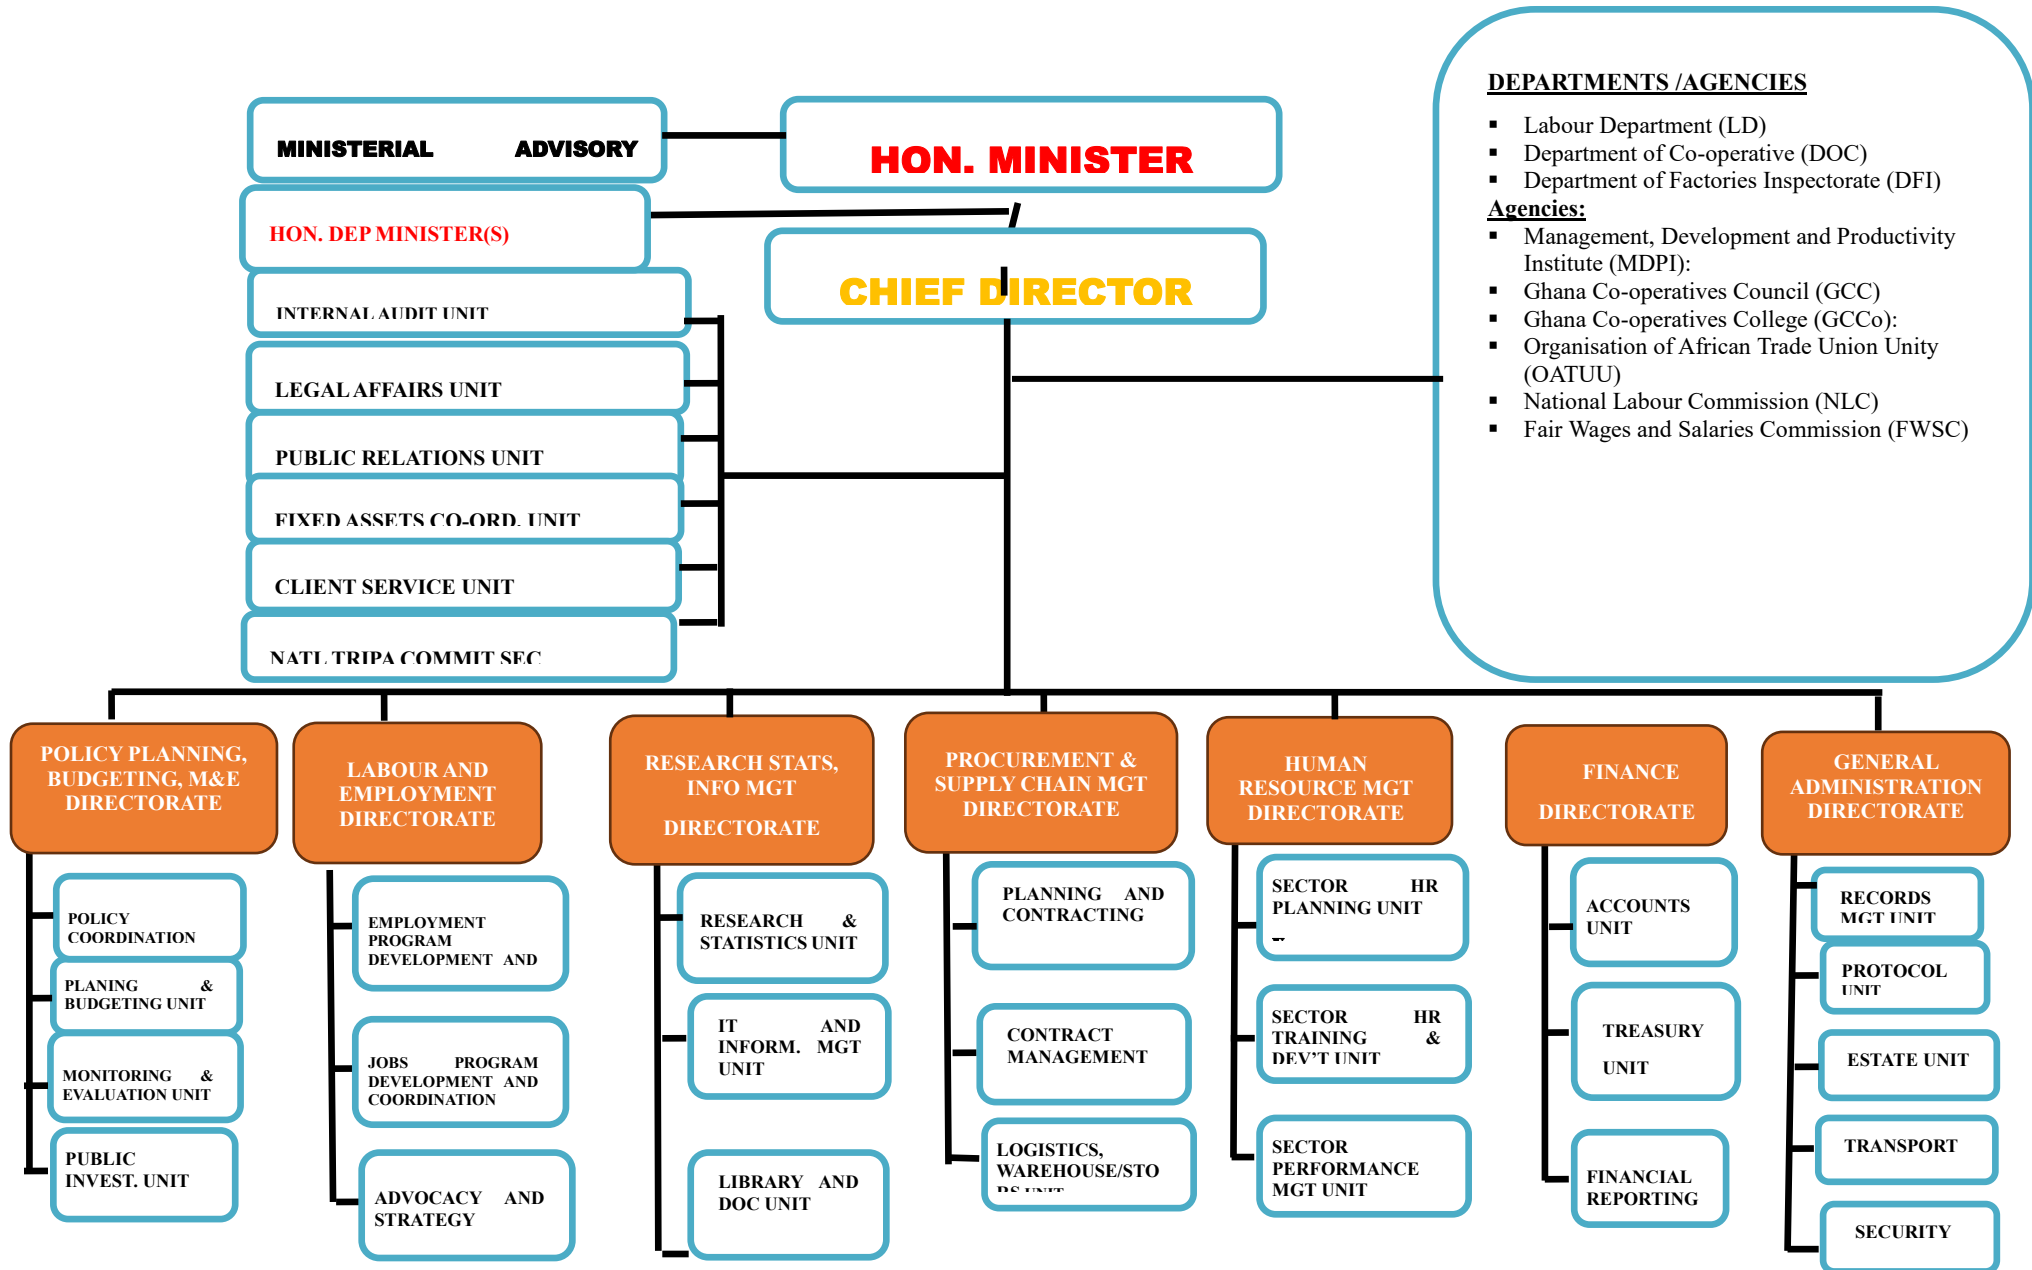 DEPARTMENTS /AGENCIES
▪ Labour Department (LD)
▪ Department of Co-operative (DOC)
▪ Department of Factories Inspectorate (DFI)
Agencies:
▪ Management, Development and Productivity
Institute (MDPI):
▪ Ghana Co-operatives Council (GCC)
▪ Ghana Co-operatives College (GCCo):
▪ Organisation of African Trade Union Unity
(OATUU)
▪ National Labour Commission (NLC)
▪ Fair Wages and Salaries Commission (FWSC)
MINISTERIAL ADVISORY
HON. MINISTER
HON. DEP MINISTER(S)
CHIEF DIRECTOR
INTERNAL AUDIT UNIT
LEGAL AFFAIRS UNIT
PUBLIC RELATIONS UNIT
FIXED ASSETS CO-ORD. UNIT
CLIENT SERVICE UNIT
NATL TRIPA COMMIT SEC
POLICY PLANNING,
BUDGETING, M&E
DIRECTORATE
LABOUR AND
EMPLOYMENT
DIRECTORATE
RESEARCH STATS,
INFO MGT
DIRECTORATE
PROCUREMENT &
SUPPLY CHAIN MGT
DIRECTORATE
HUMAN
RESOURCE MGT
DIRECTORATE
FINANCE
DIRECTORATE
GENERAL
ADMINISTRATION
DIRECTORATE
POLICY
COORDINATION
PLANING &
BUDGETING UNIT
MONITORING &
EVALUATION UNIT
PUBLIC
INVEST. UNIT
EMPLOYMENT
PROGRAM
DEVELOPMENT AND
JOBS PROGRAM
DEVELOPMENT AND
COORDINATION
ADVOCACY AND
STRATEGY
RESEARCH &
STATISTICS UNIT
IT AND
INFORM. MGT
UNIT
LIBRARY AND
DOC UNIT
PLANNING AND
CONTRACTING
CONTRACT
MANAGEMENT
LOGISTICS,
WAREHOUSE/STO
RS UNIT
SECTOR HR
PLANNING UNIT
SECTOR HR
TRAINING &
DEV'T UNIT
SECTOR
PERFORMANCE
MGT UNIT
ACCOUNTS
UNIT
TREASURY
UNIT
FINANCIAL
REPORTING
RECORDS
MGT UNIT
PROTOCOL
UNIT
ESTATE UNIT
TRANSPORT
SECURITY